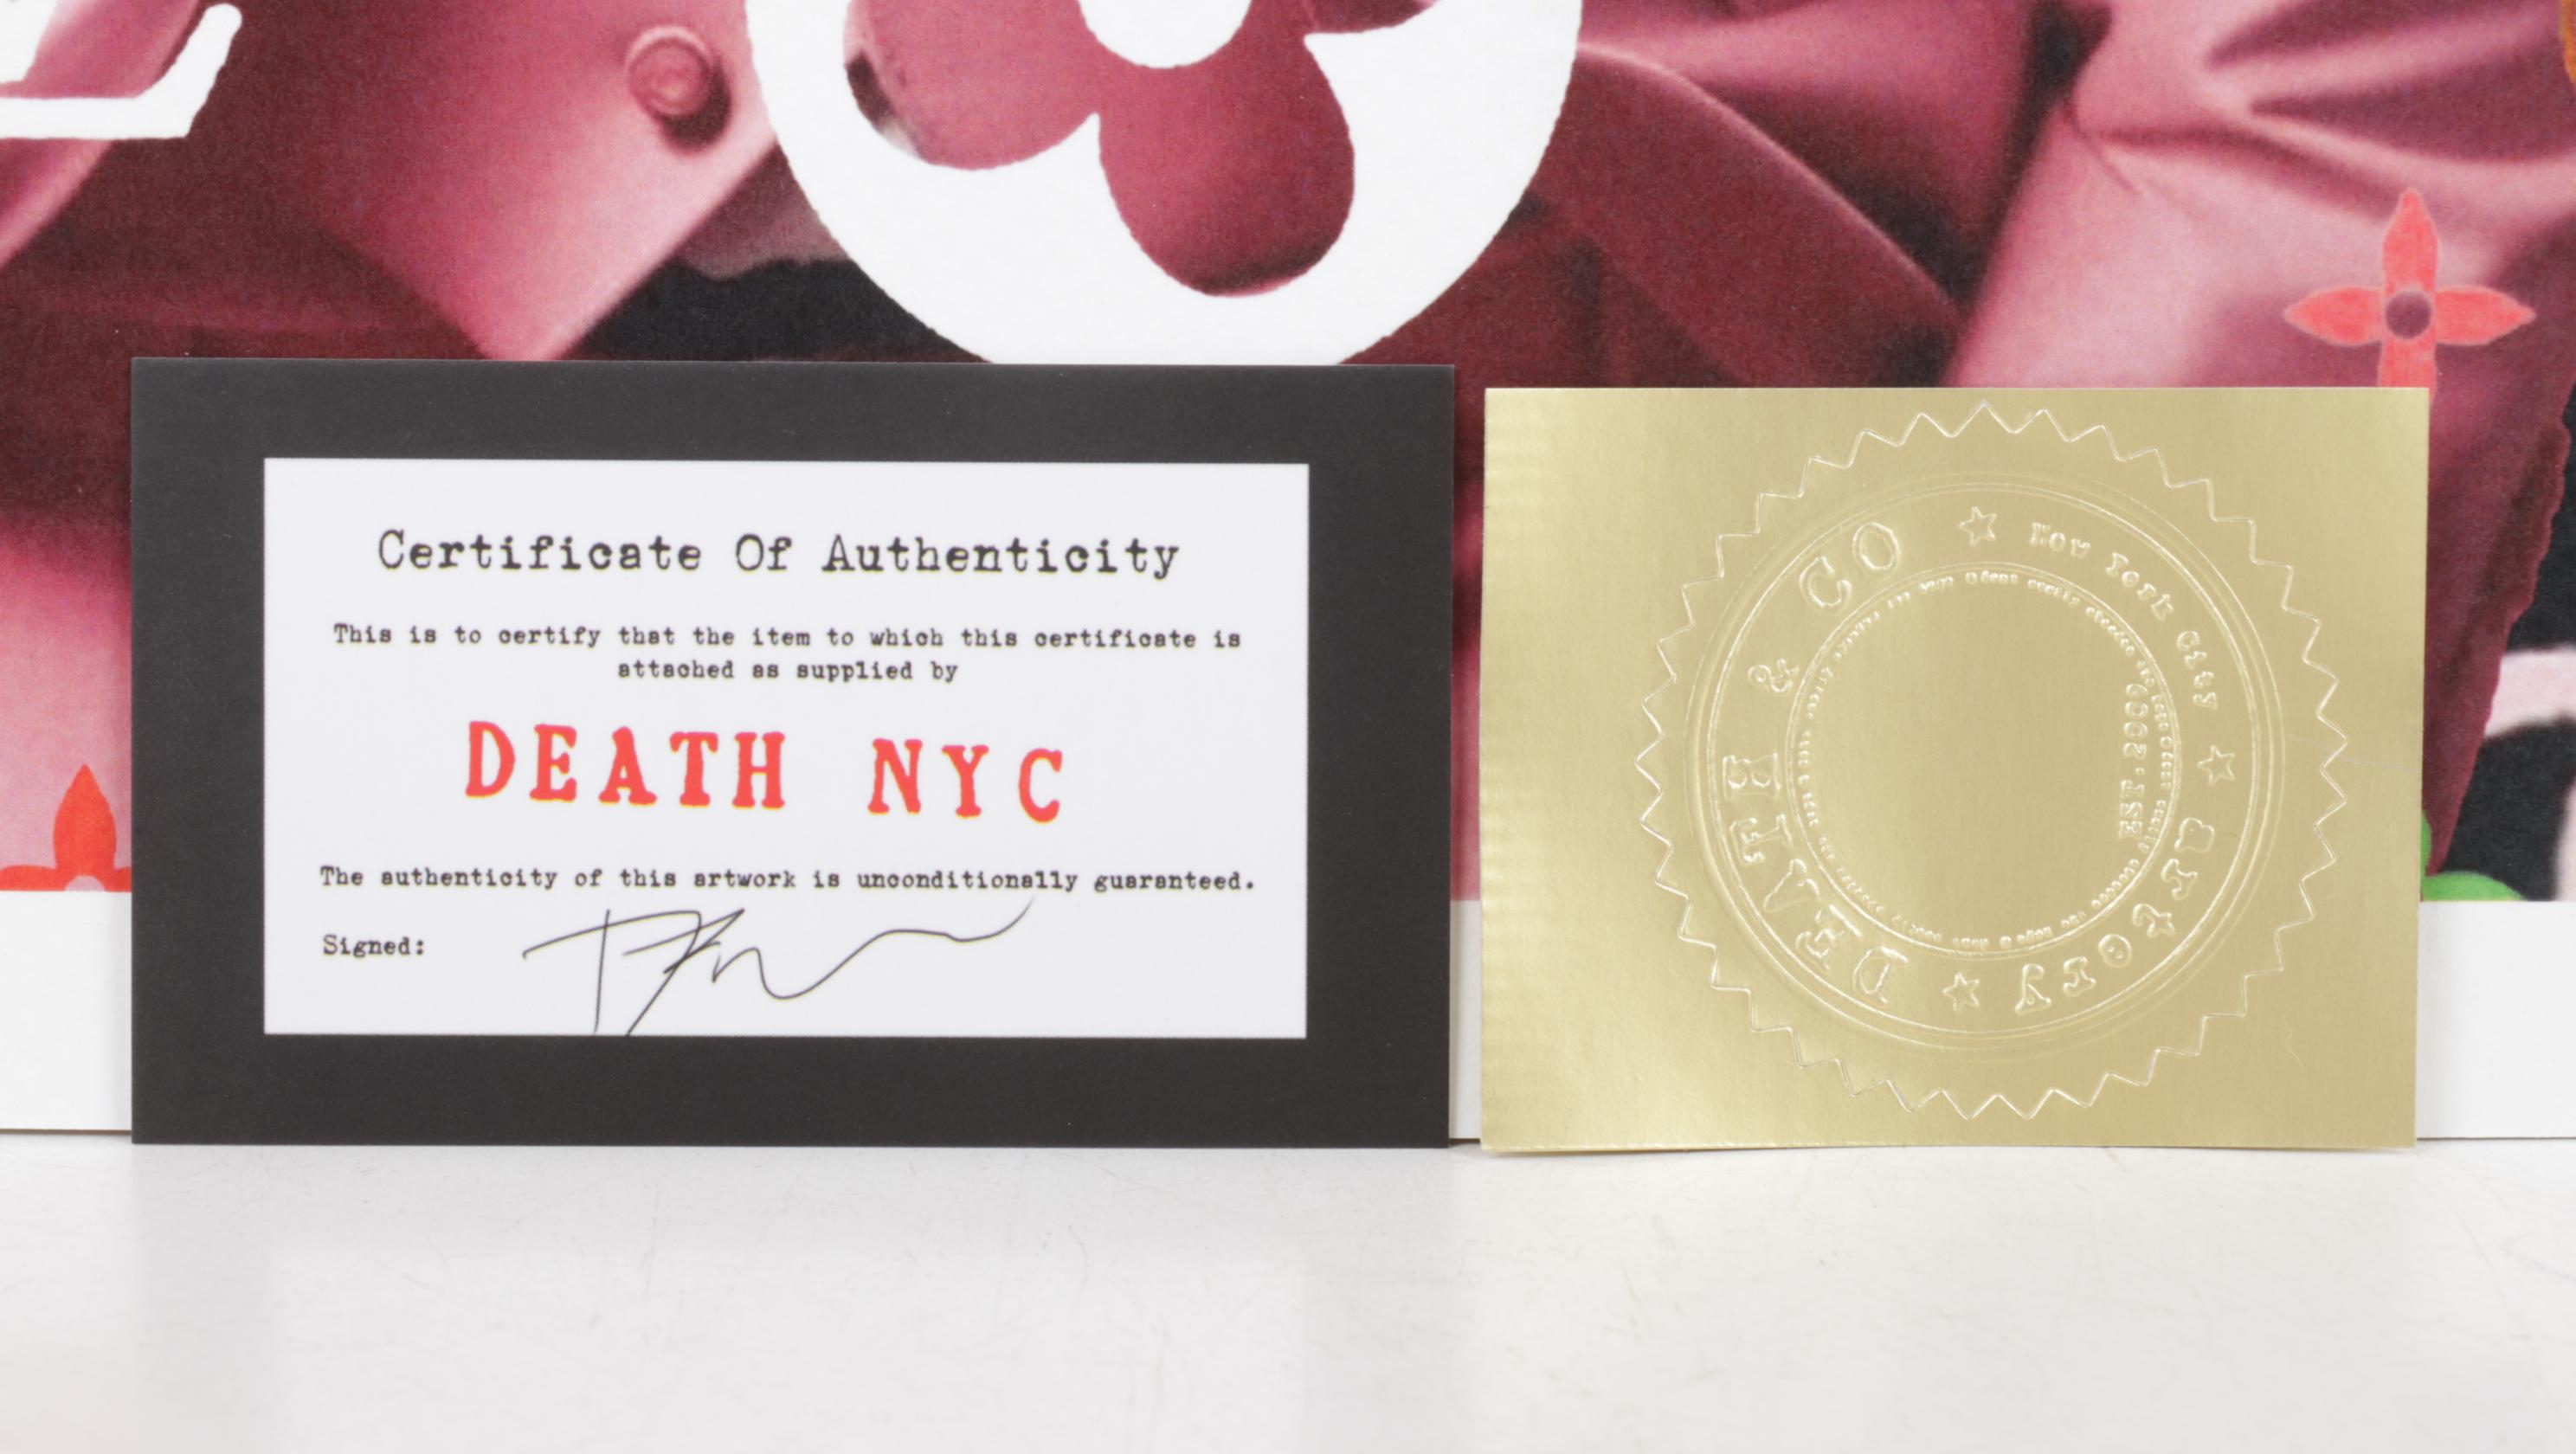 Certificate Of Authenticity
This is to certify that the item to which this certificate is
attached as supplied by
DEATH NYC
The authenticity of this artwork is unconditionally guaranteed.
Signed:
DEATH & CO ☆ New York City ☆ Artery ☆
EST. 2009